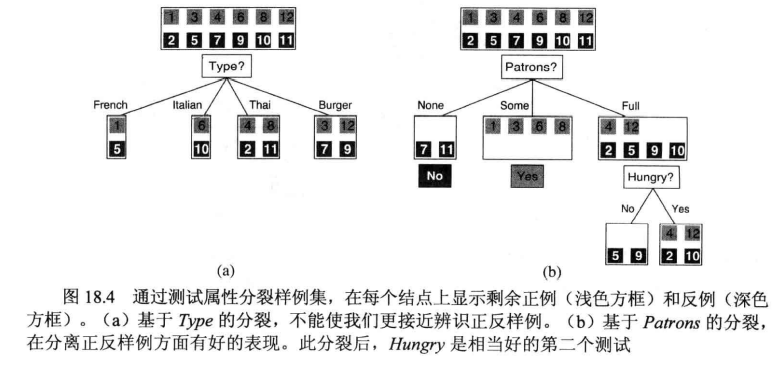 1 3 4 6 8 12
2 5 7 9 10 11
Type?
French Italian Thai Burger
1 6 4 8 3 12
5 10 2 11 7 9
(a)
1 3 4 6 8 12
2 5 7 9 10 11
Patrons?
None Some Full
1 3 6 8 4 12
7 11 2 5 9 10
No Yes Hungry?
No Yes
4 12
5 9 2 10
(b)
图 18.4 通过测试属性分裂样例集，在每个结点上显示剩余正例（浅色方框）和反例（深色
方框）。（a）基于 Type 的分裂，不能使我们更接近辨识正反样例。（b）基于 Patrons 的分裂，
在分离正反样例方面有好的表现。此分裂后，Hungry 是相当好的第二个测试